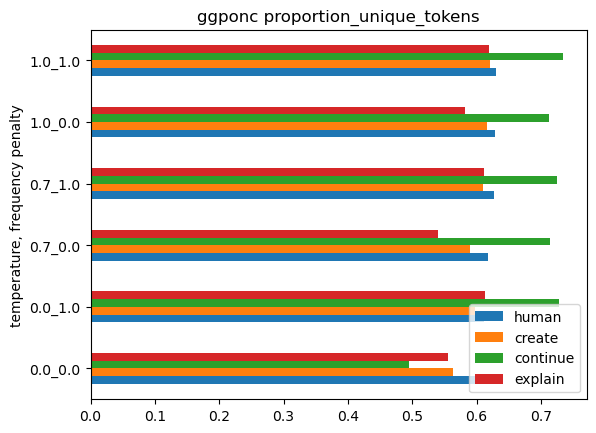 ggponc proportion_unique_tokens
temperature, frequency penalty
1.0_1.0
1.0_0.0
0.7_1.0
0.7_0.0
0.0_1.0
0.0_0.0
human
create
continue
explain
0.0 0.1 0.2 0.3 0.4 0.5 0.6 0.7